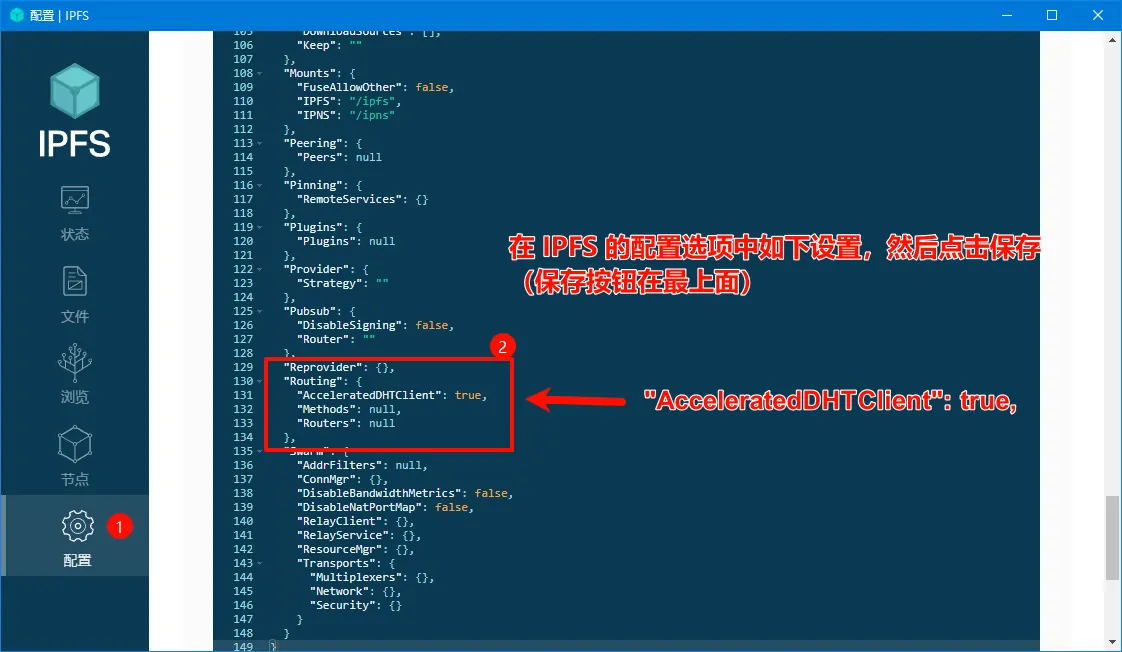 配置 | IPFS
IPFS
状态
文件
浏览
节点
1
配置
105 "DownloadSources": [],
106 "Keep": ""
107 },
108 "Mounts": {
109 "FuseAllowOther": false,
110 "IPFS": "/ipfs",
111 "IPNS": "/ipns"
112 },
113 "Peering": {
114 "Peers": null
115 },
116 "Pinning": {
117 "RemoteServices": {}
118 },
119 "Plugins": {
120 "Plugins": null
121 },
122 "Provider": {
123 "Strategy": ""
124 },
125 "Pubsub": {
126 "DisableSigning": false,
127 "Router": ""
128 },
129 "Reprovider": {},
130 "Routing": {
131 "AcceleratedDHTClient": true,
132 "Methods": null,
133 "Routers": null
134 },
135 "Swarm": {
136 "AddrFilters": null,
137 "ConnMgr": {},
138 "DisableBandwidthMetrics": false,
139 "DisableNatPortMap": false,
140 "RelayClient": {},
141 "RelayService": {},
142 "ResourceMgr": {},
143 "Transports": {
144 "Multiplexers": {},
145 "Network": {},
146 "Security": {}
147 }
148 }
149 }
在 IPFS 的配置选项中如下设置，然后点击保存
（保存按钮在最上面）
2
"AcceleratedDHTClient": true,